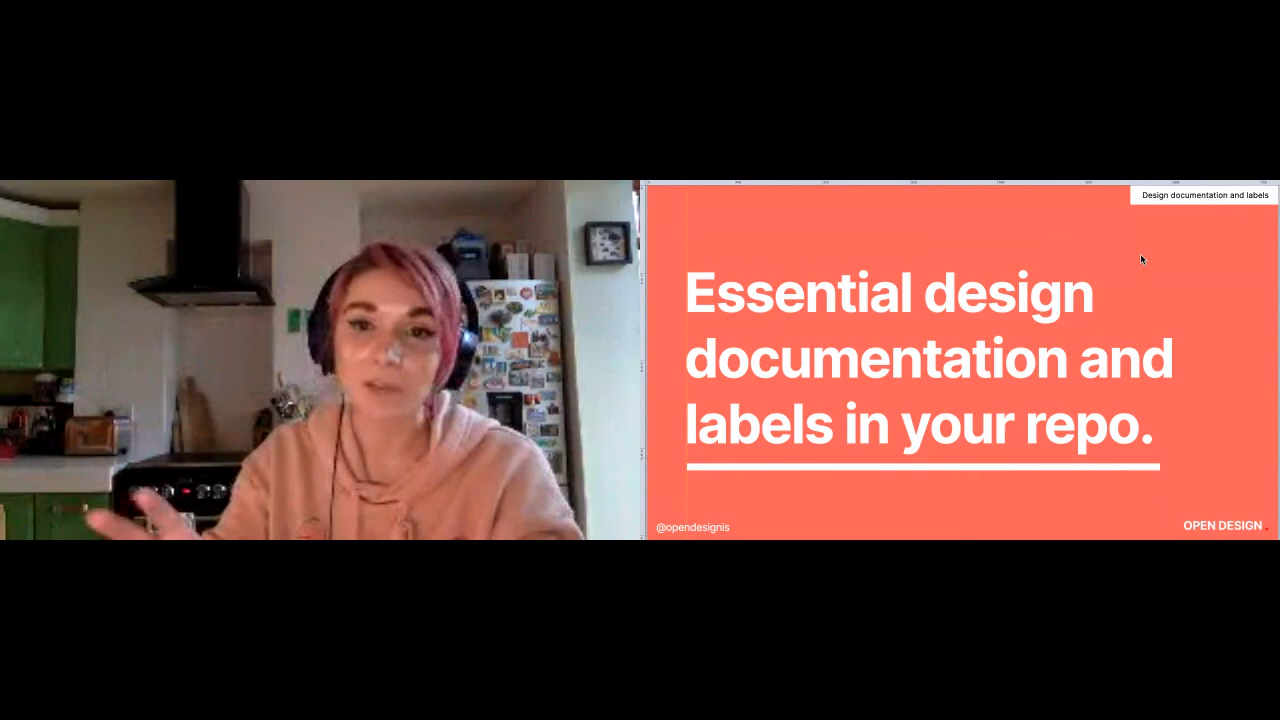 Design documentation and labels
Essential design
documentation and
labels in your repo.
@opendesignis
OPEN DESIGN.